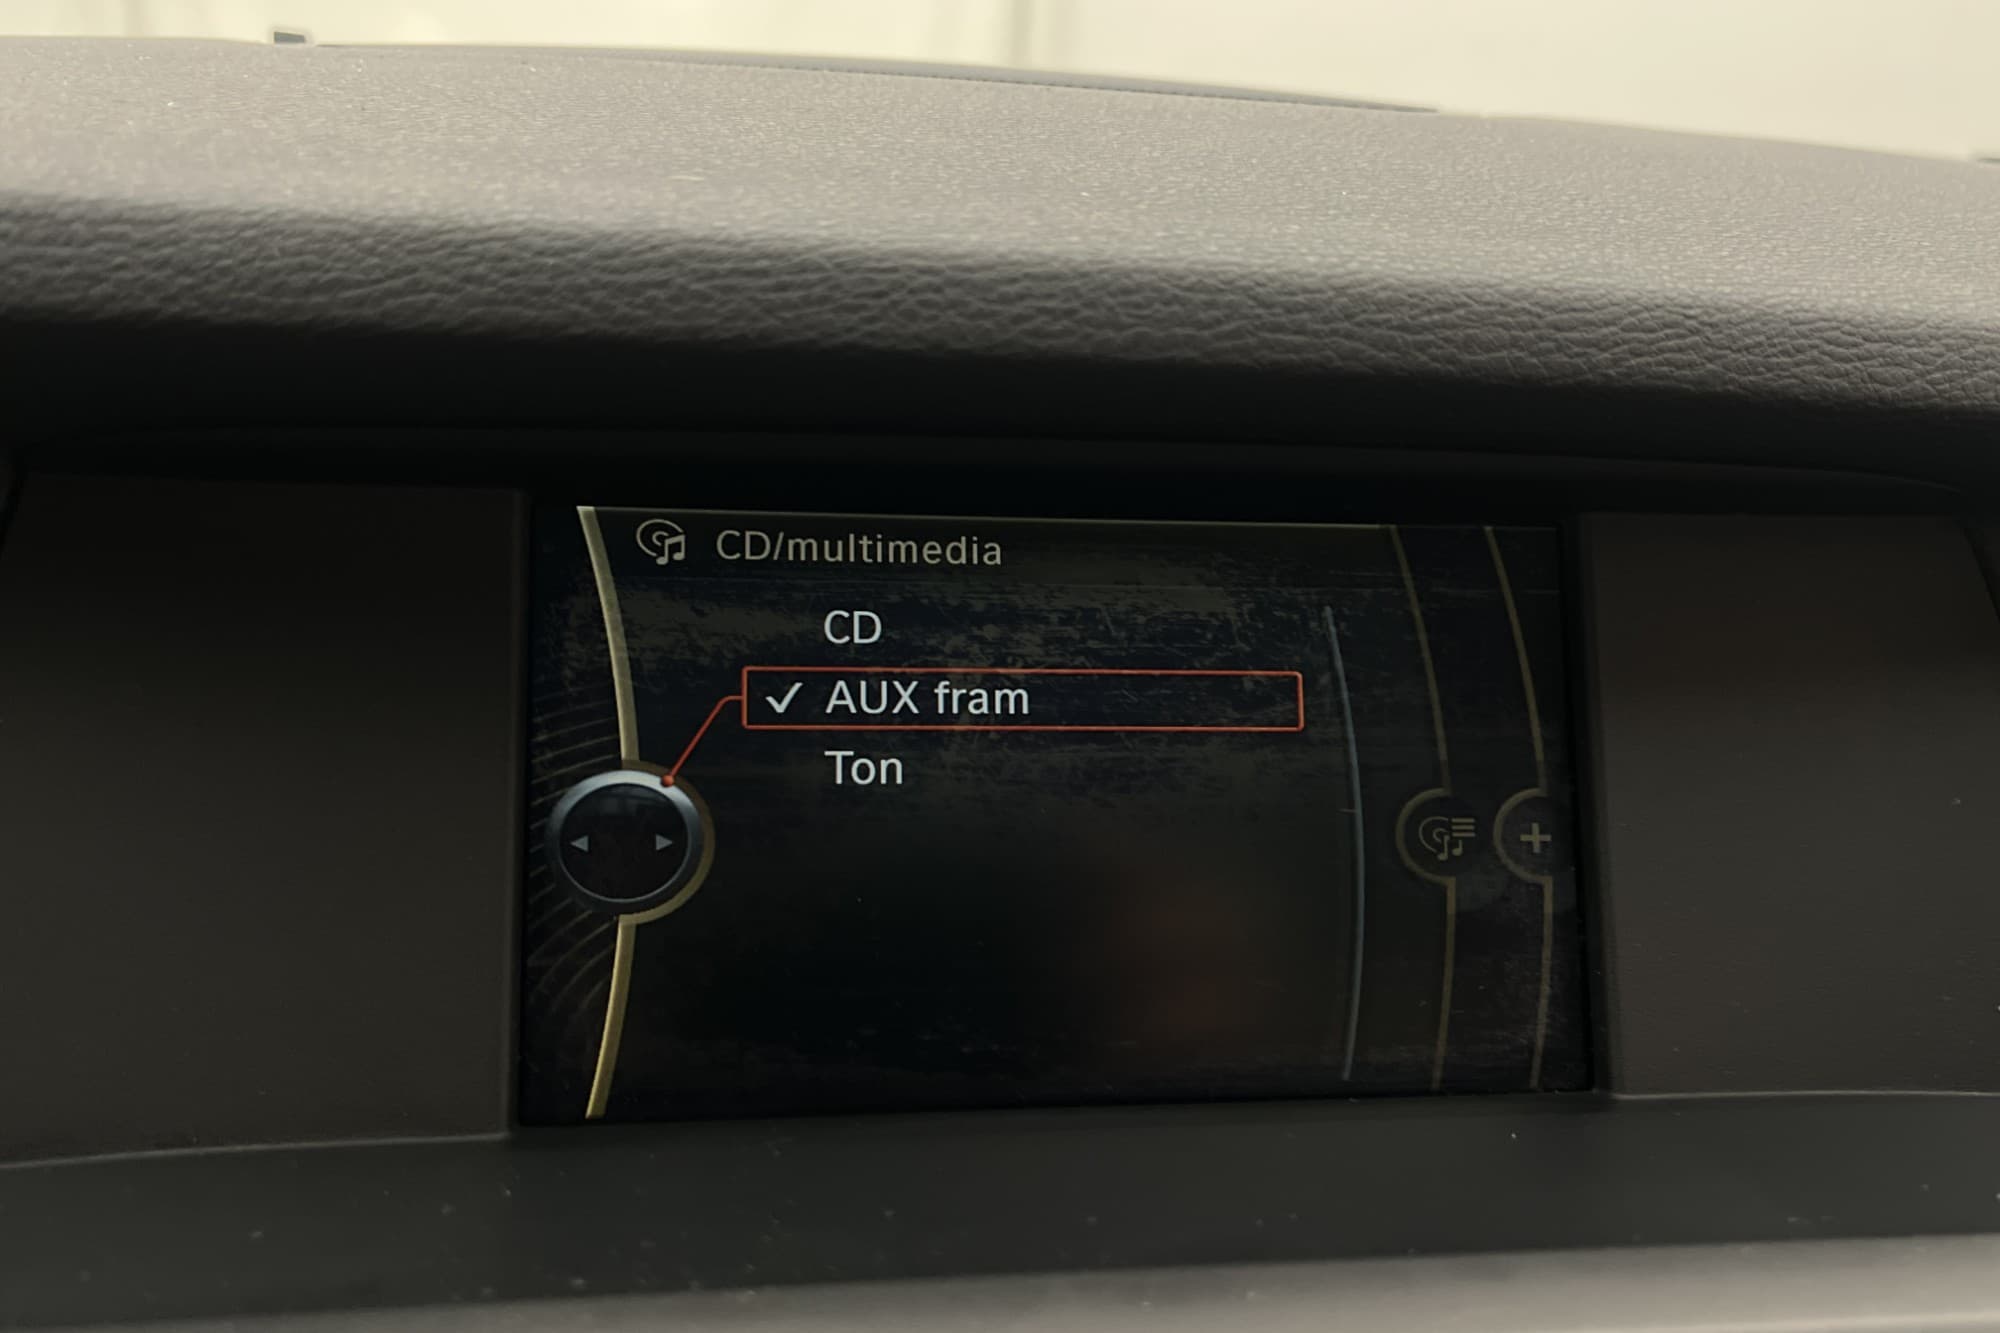 CD/multimedia
CD
✓ AUX fram
Ton